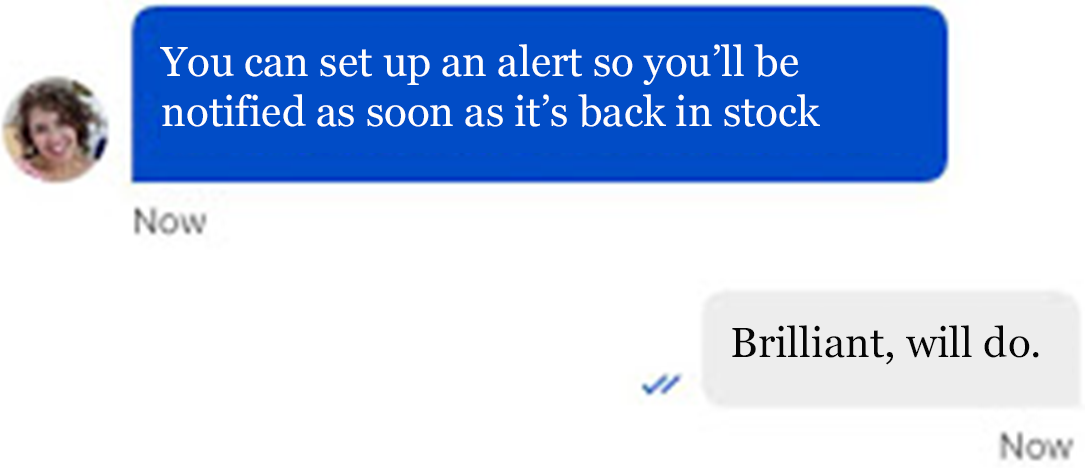 You can set up an alert so you’ll be
notified as soon as it’s back in stock
Now
Brilliant, will do.
Now